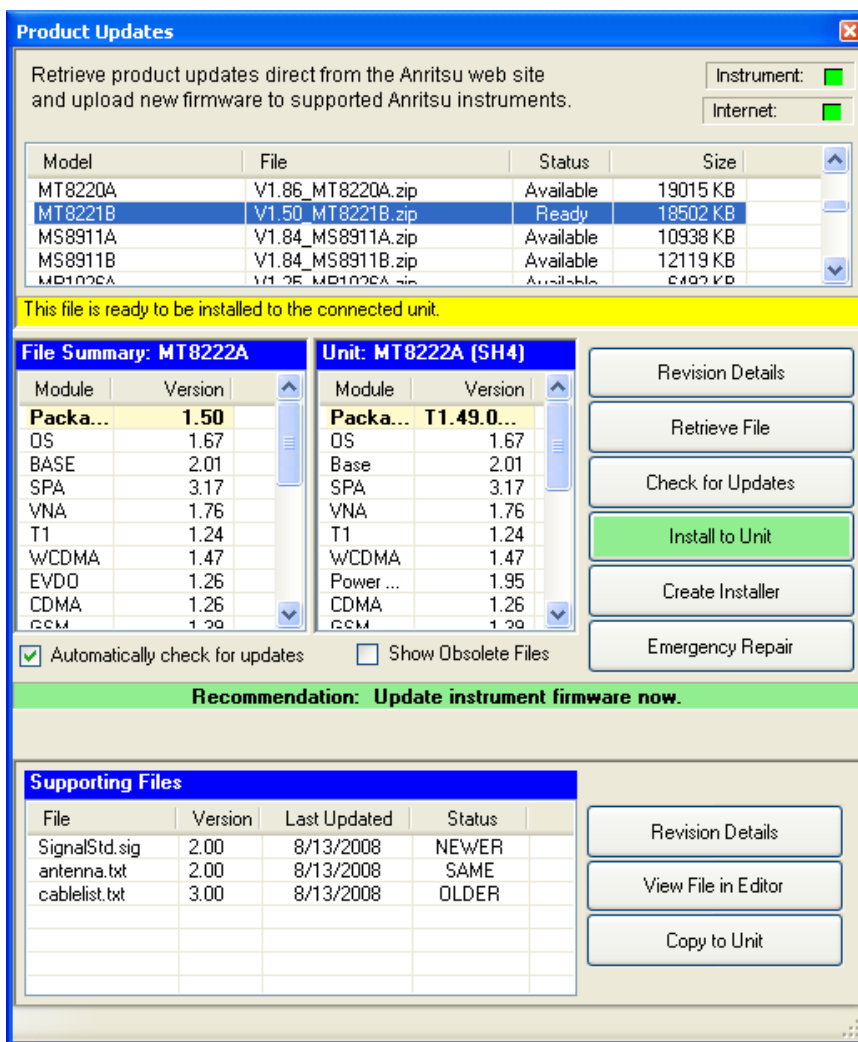 Product Updates
Retrieve product updates direct from the Anritsu web site
and upload new firmware to supported Anritsu instruments.
Instrument:
Internet:
Model File Status Size
MT8220A V1.86_MT8220A.zip Available 19015 KB
MT8221B V1.50_MT8221B.zip Ready 18502 KB
MS8911A V1.84_MS8911A.zip Available 10938 KB
MS8911B V1.84_MS8911B.zip Available 12119 KB
This file is ready to be installed to the connected unit.
File Summary: MT8222A
Module Version
Packa... 1.50
OS 1.67
BASE 2.01
SPA 3.17
VNA 1.76
T1 1.24
WCDMA 1.47
EVDO 1.26
CDMA 1.26
GSM 1.39
Unit: MT8222A (SH4)
Module Version
Packa... T1.49.0...
OS 1.67
Base 2.01
SPA 3.17
VNA 1.76
T1 1.24
WCDMA 1.47
Power ... 1.95
CDMA 1.26
GSM 1.39
Revision Details
Retrieve File
Check for Updates
Install to Unit
Create Installer
Emergency Repair
Automatically check for updates
Show Obsolete Files
Recommendation: Update instrument firmware now.
Supporting Files
File Version Last Updated Status
SignalStd.sig 2.00 8/13/2008 NEWER
antenna.txt 2.00 8/13/2008 SAME
cablelist.txt 3.00 8/13/2008 OLDER
Revision Details
View File in Editor
Copy to Unit